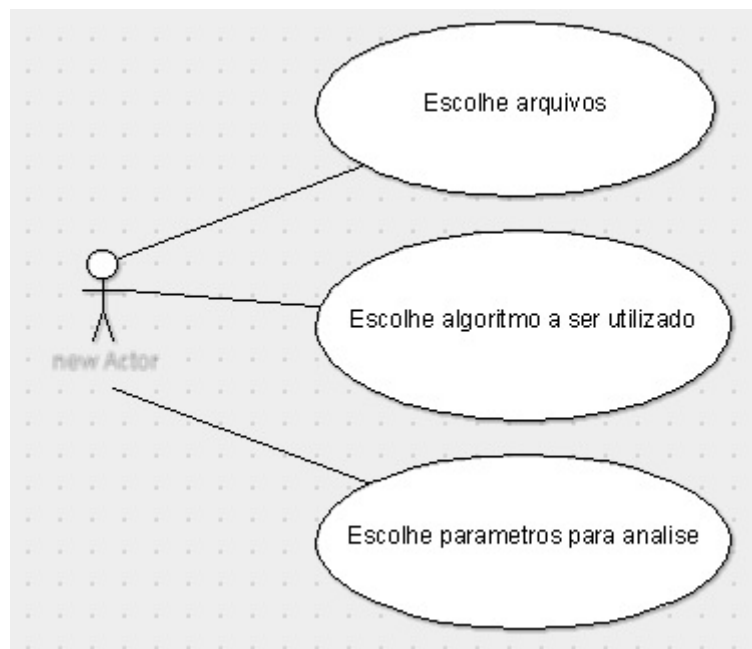 Escolhe arquivos
Escolhe algoritmo a ser utilizado
new Actor
Escolhe parametros para analise